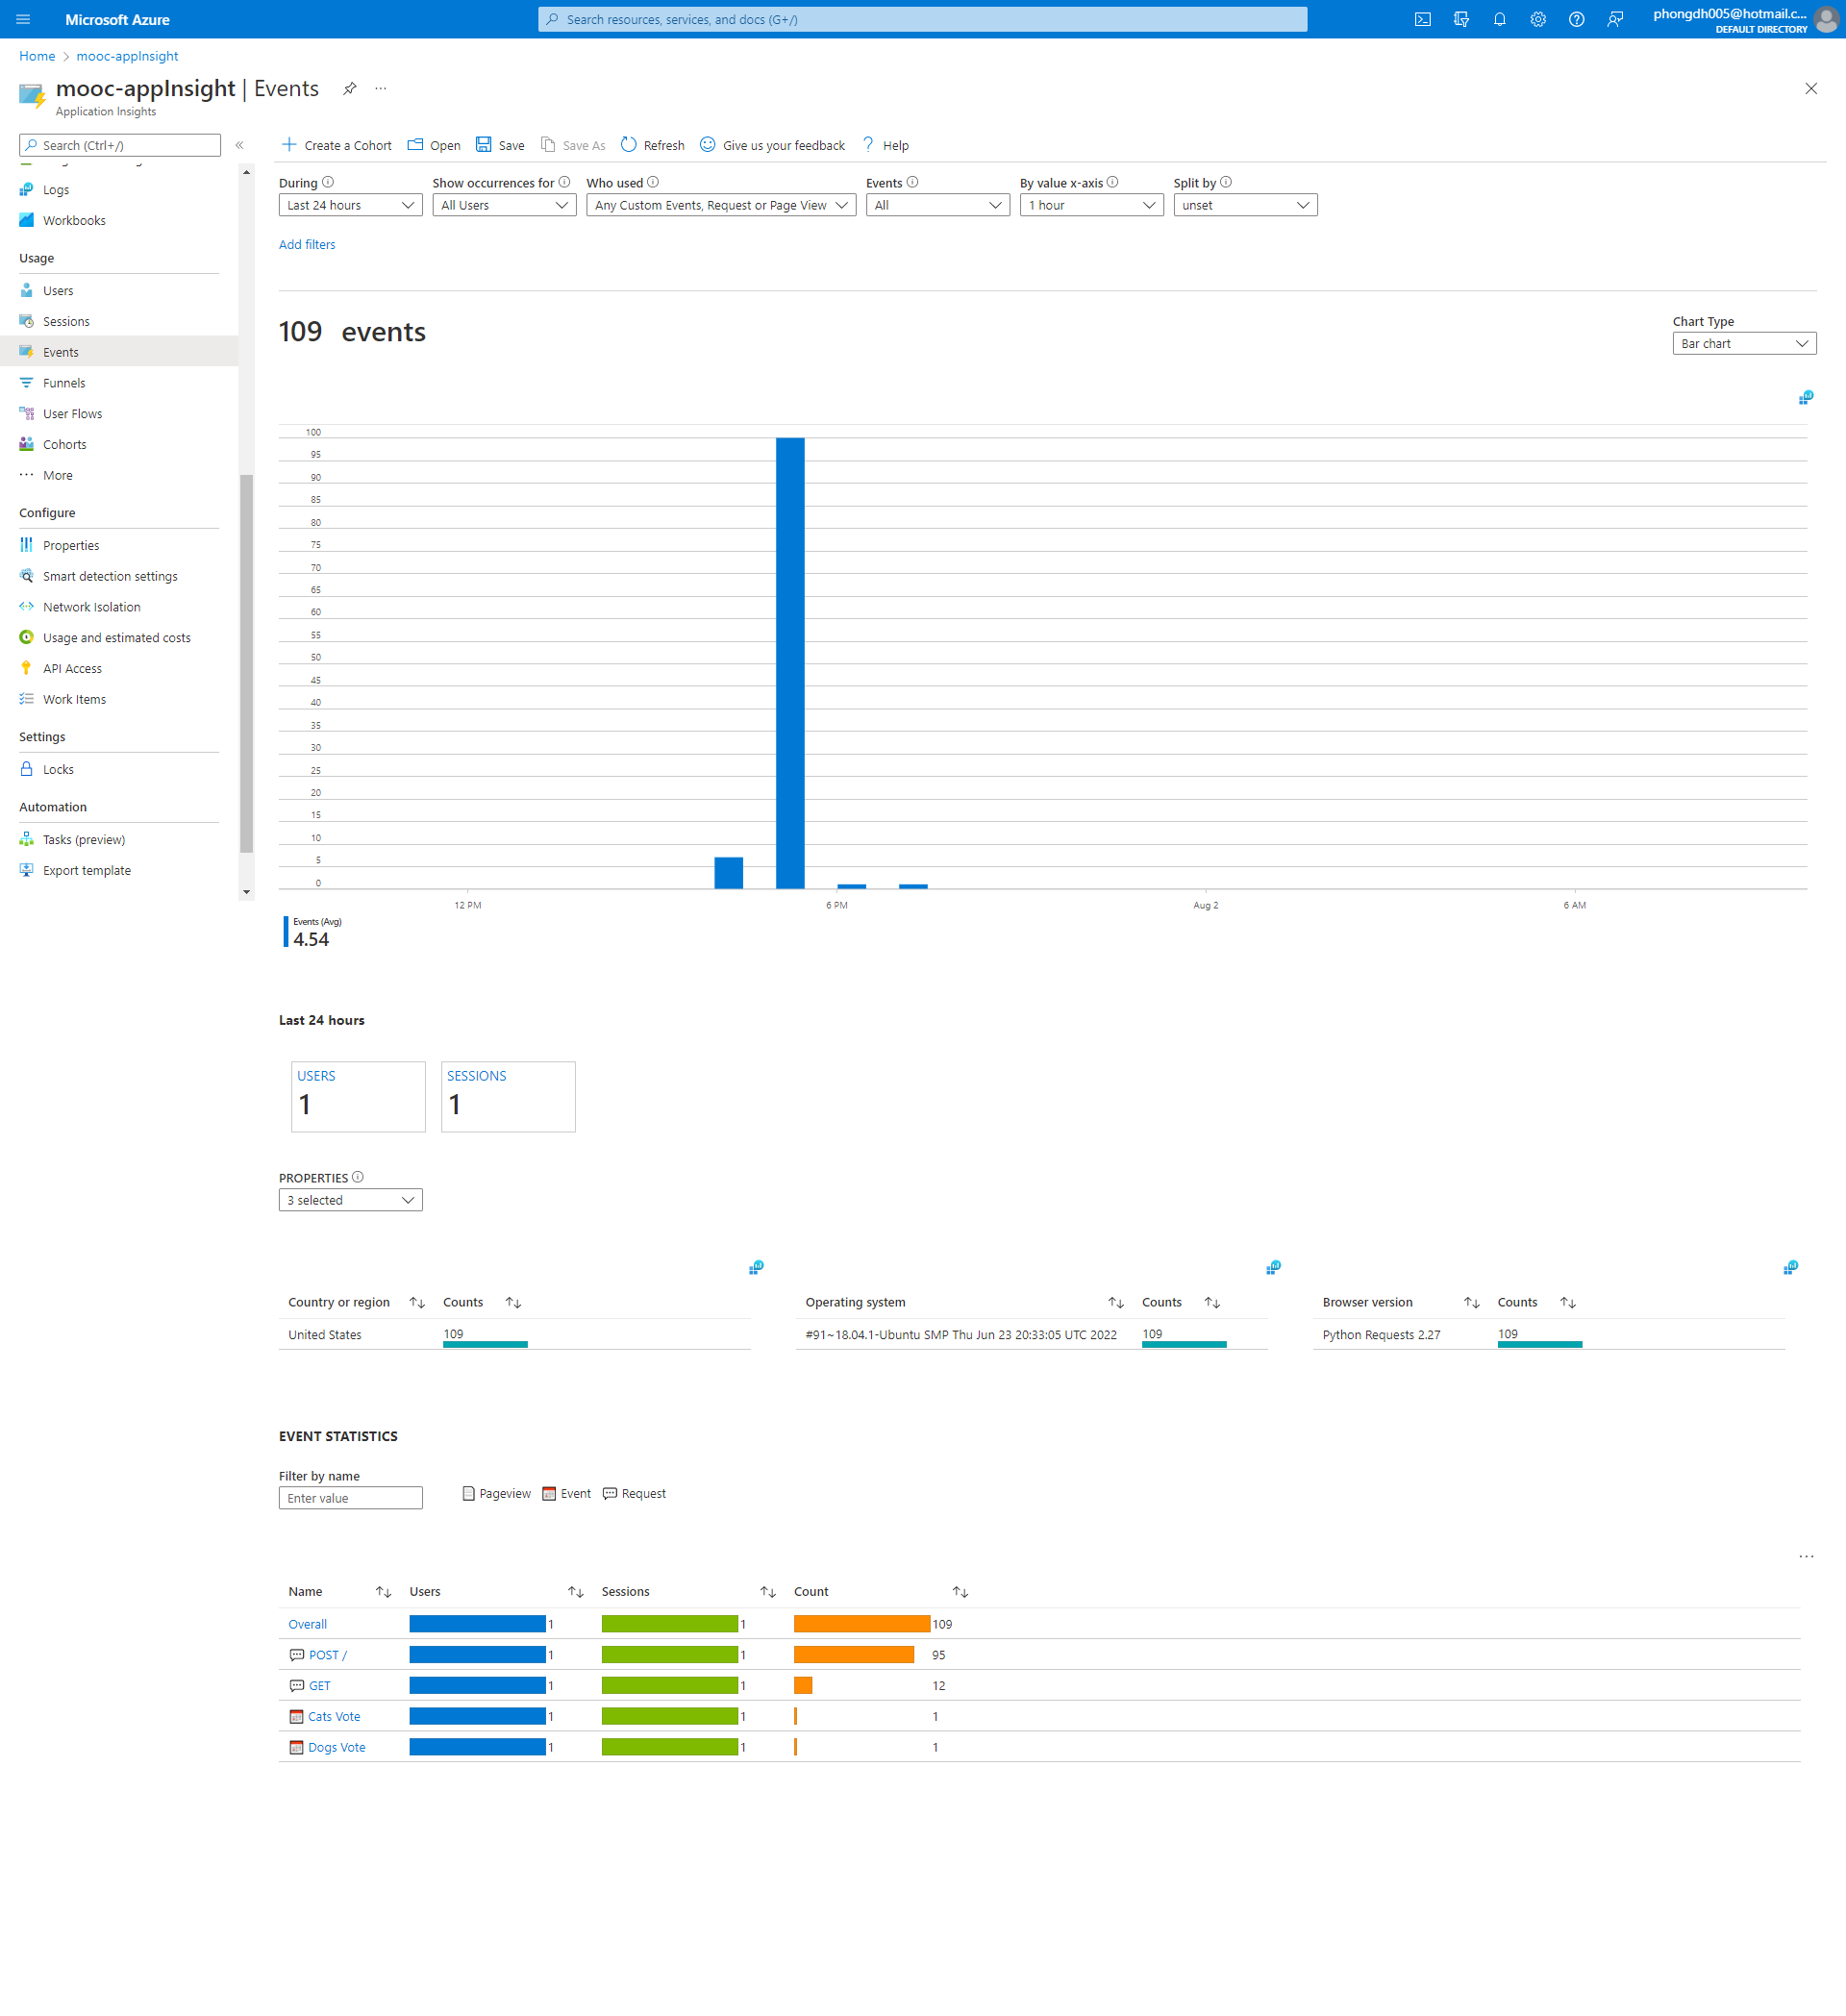 Microsoft Azure
Search resources, services, and docs (G+/)
phongdh005@hotmail.c...
DEFAULT DIRECTORY
Home > mooc-appInsight
mooc-appInsight | Events
Application Insights
Search (Ctrl+/)
Logs
Workbooks
Usage
Users
Sessions
Events
Funnels
User Flows
Cohorts
More
Configure
Properties
Smart detection settings
Network Isolation
Usage and estimated costs
API Access
Work Items
Settings
Locks
Automation
Tasks (preview)
Export template
Create a Cohort Open Save Save As Refresh Give us your feedback Help
During Show occurrences for Who used Events By value x-axis Split by
Last 24 hours All Users Any Custom Events, Request or Page View All 1 hour unset
Add filters
109 events
Chart Type
Bar chart
100
95
90
85
80
75
70
65
60
55
50
45
40
35
30
25
20
15
10
5
0
12 PM 6 PM Aug 2 6 AM
Events (Avg)
4.54
Last 24 hours
USERS
1
SESSIONS
1
PROPERTIES
3 selected
Country or region Counts
United States 109
Operating system Counts
#91~18.04.1-Ubuntu SMP Thu Jun 23 20:33:05 UTC 2022 109
Browser version Counts
Python Requests 2.27 109
EVENT STATISTICS
Filter by name
Enter value
Pageview Event Request
Name Users Sessions Count
Overall 1 1 109
POST / 1 1 95
GET 1 1 12
Cats Vote 1 1 1
Dogs Vote 1 1 1